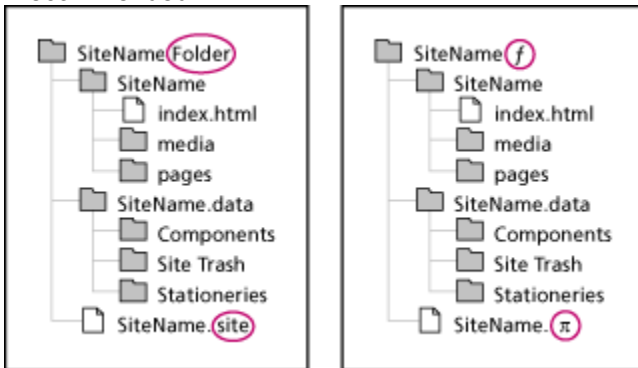 SiteName Folder
SiteName
index.html
media
pages
SiteName.data
Components
Site Trash
Stationeries
SiteName.site
SiteName ƒ
SiteName
index.html
media
pages
SiteName.data
Components
Site Trash
Stationeries
SiteName.π